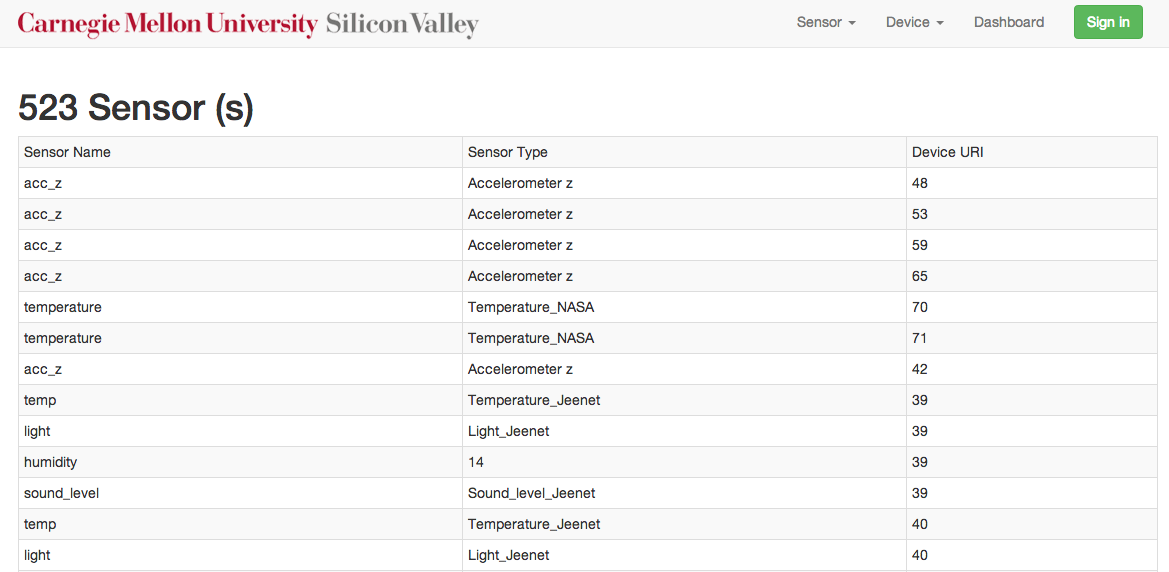 Carnegie Mellon University Silicon Valley Sensor Device Dashboard Sign in
523 Sensor (s)
Sensor Name Sensor Type Device URI
acc_z Accelerometer z 48
acc_z Accelerometer z 53
acc_z Accelerometer z 59
acc_z Accelerometer z 65
temperature Temperature_NASA 70
temperature Temperature_NASA 71
acc_z Accelerometer z 42
temp Temperature_Jeenet 39
light Light_Jeenet 39
humidity 14 39
sound_level Sound_level_Jeenet 39
temp Temperature_Jeenet 40
light Light_Jeenet 40